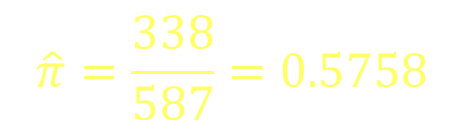 π̂ = 338/587 = 0.5758